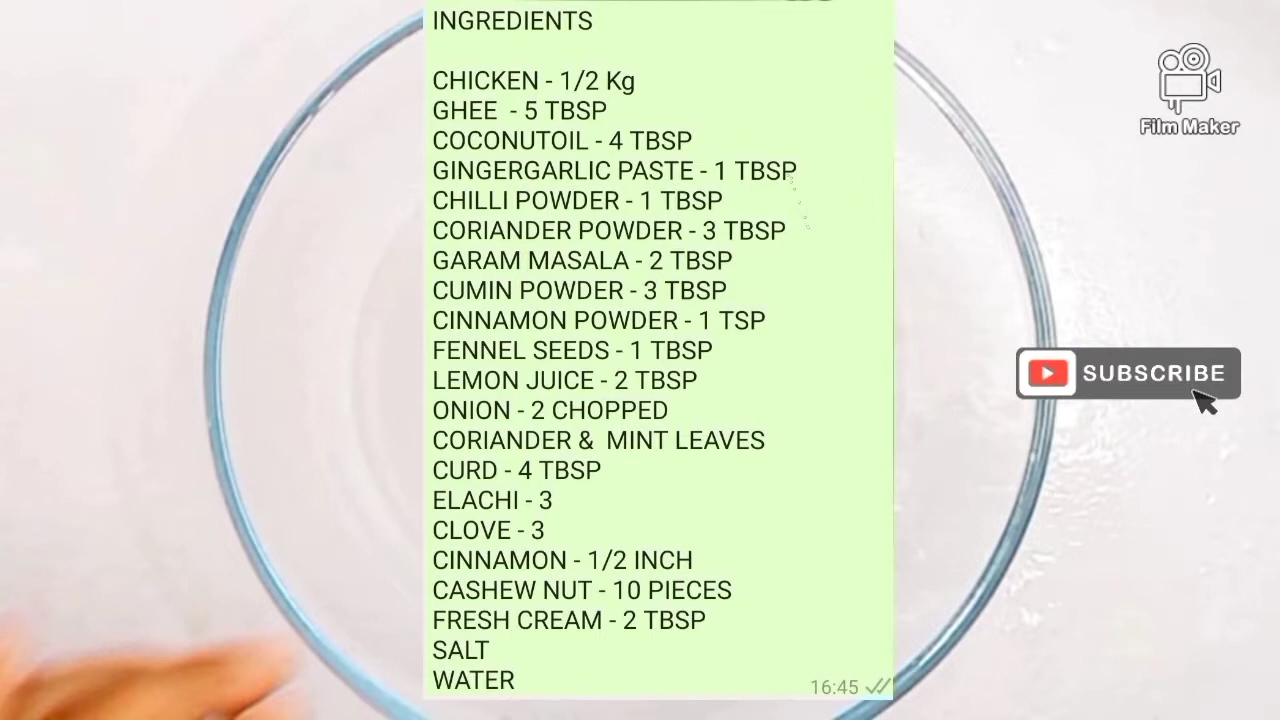 INGREDIENTS
CHICKEN - 1/2 Kg
GHEE - 5 TBSP
COCONUTOIL - 4 TBSP
GINGERGARLIC PASTE - 1 TBSP
CHILLI POWDER - 1 TBSP
CORIANDER POWDER - 3 TBSP
GARAM MASALA - 2 TBSP
CUMIN POWDER - 3 TBSP
CINNAMON POWDER - 1 TSP
FENNEL SEEDS - 1 TBSP
LEMON JUICE - 2 TBSP
ONION - 2 CHOPPED
CORIANDER & MINT LEAVES
CURD - 4 TBSP
ELACHI - 3
CLOVE - 3
CINNAMON - 1/2 INCH
CASHEW NUT - 10 PIECES
FRESH CREAM - 2 TBSP
SALT
WATER
16:45
Film Maker
SUBSCRIBE